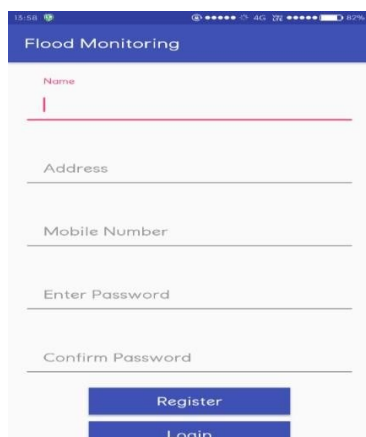 15:58 4G 82%
Flood Monitoring
Name
Address
Mobile Number
Enter Password
Confirm Password
Register
Login